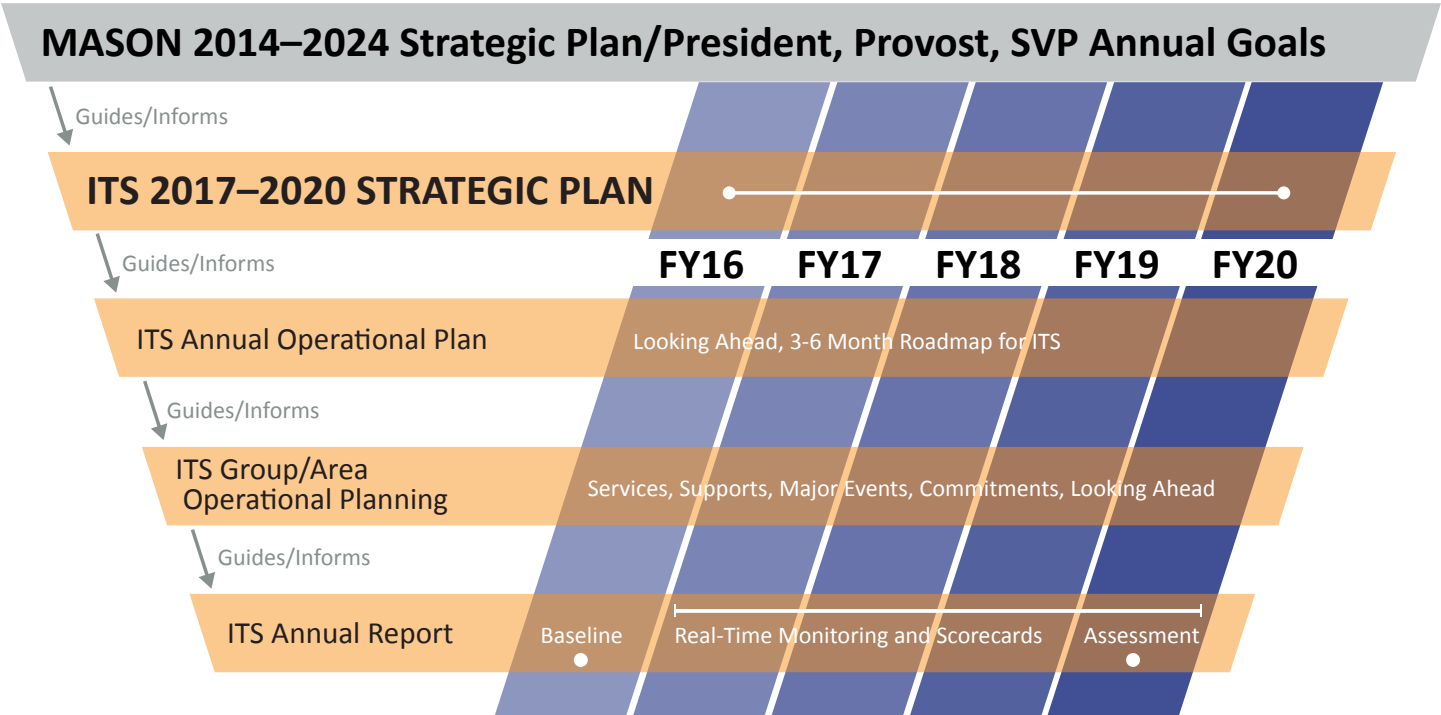 MASON 2014–2024 Strategic Plan/President, Provost, SVP Annual Goals
Guides/Informs
ITS 2017–2020 STRATEGIC PLAN
Guides/Informs
FY16 FY17 FY18 FY19 FY20
ITS Annual Operational Plan
Looking Ahead, 3-6 Month Roadmap for ITS
Guides/Informs
ITS Group/Area
Operational Planning
Services, Supports, Major Events, Commitments, Looking Ahead
Guides/Informs
ITS Annual Report
Baseline
Real-Time Monitoring and Scorecards
Assessment